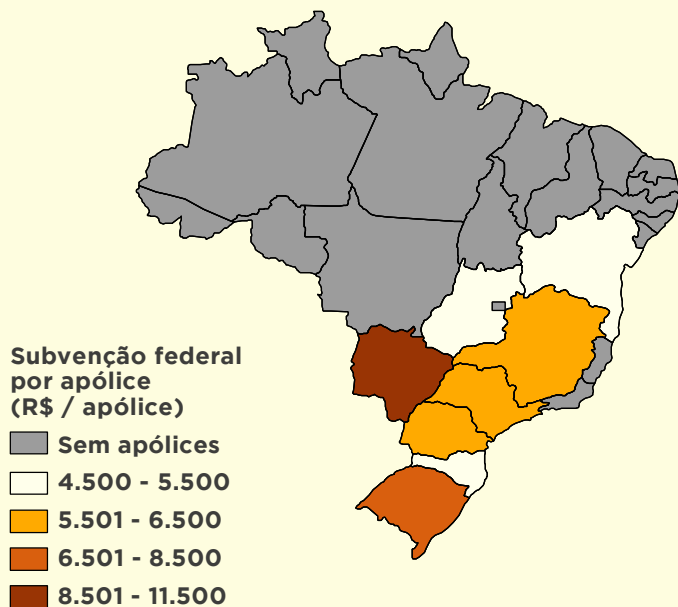 Subvenção federal
por apólice
(R$ / apólice)
Sem apólices
4.500 - 5.500
5.501 - 6.500
6.501 - 8.500
8.501 - 11.500